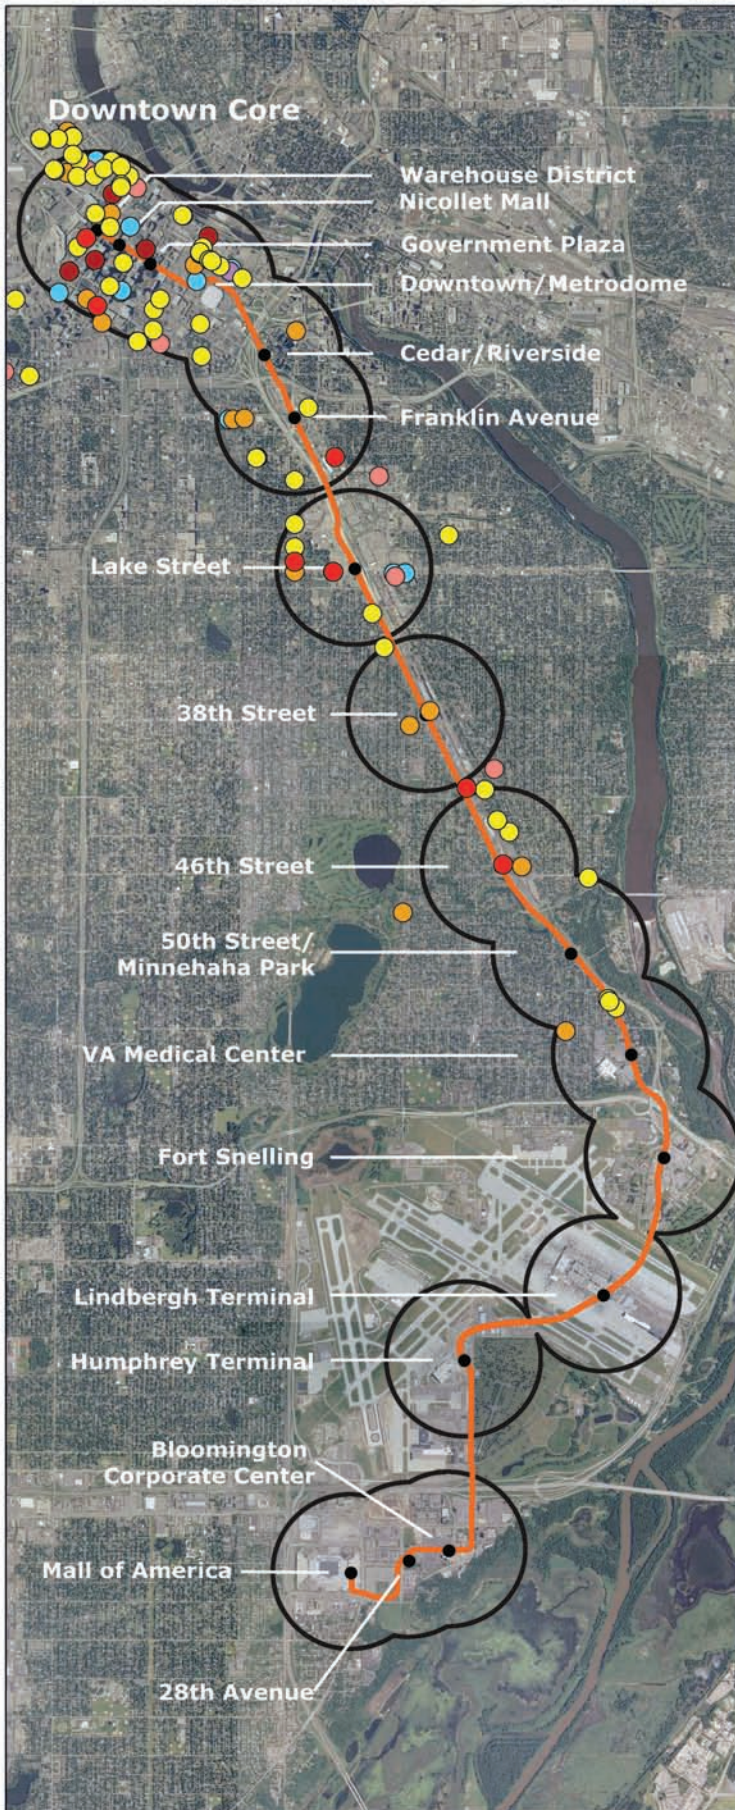 Downtown Core
Warehouse District
Nicollet Mall
Government Plaza
Downtown/Metrodome
Cedar/Riverside
Franklin Avenue
Lake Street
38th Street
46th Street
50th Street/
Minnehaha Park
VA Medical Center
Fort Snelling
Lindbergh Terminal
Humphrey Terminal
Bloomington
Corporate Center
Mall of America
28th Avenue